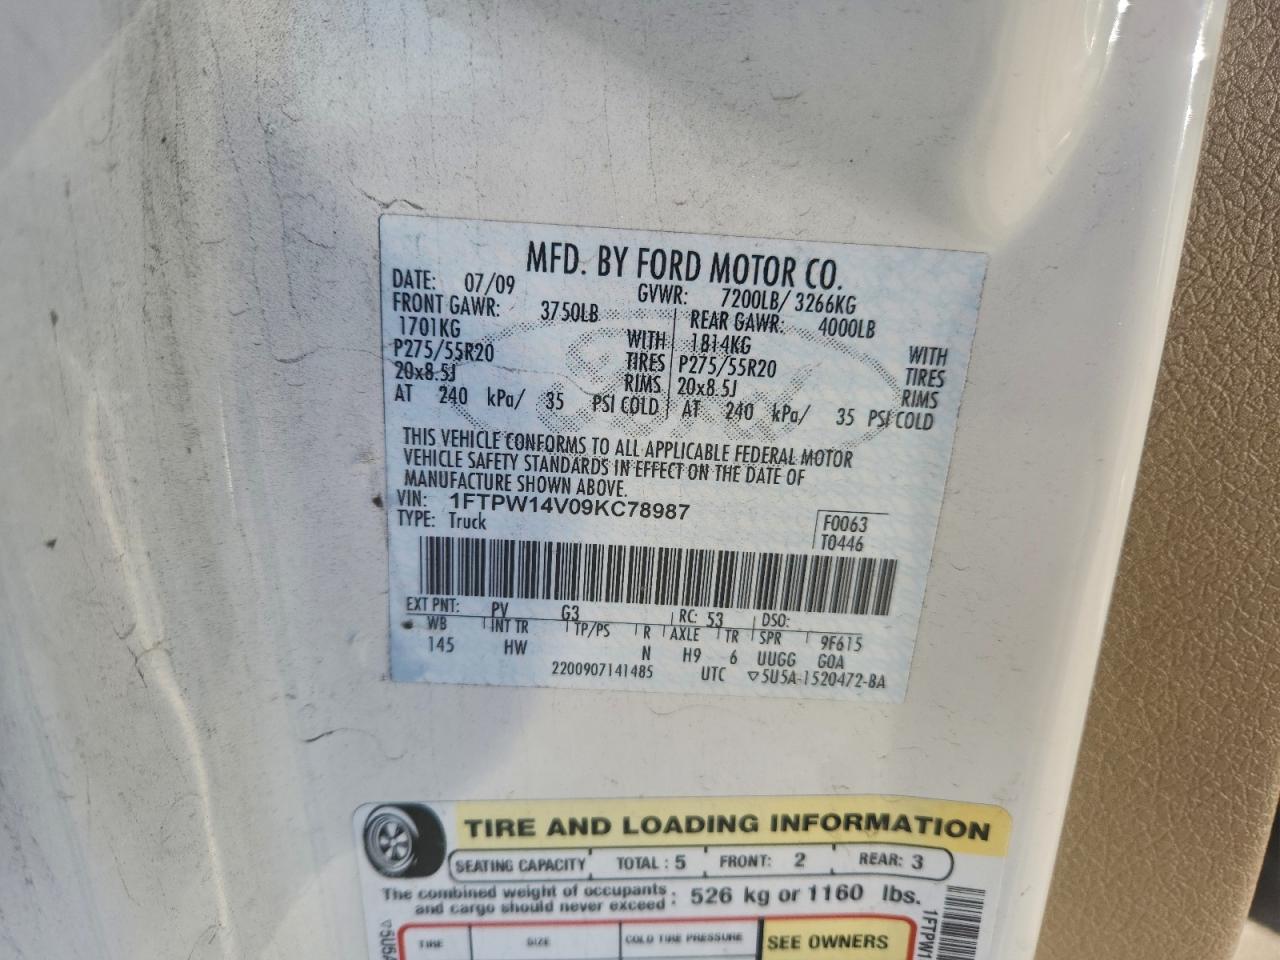 MFD. BY FORD MOTOR CO.
DATE: 07/09 GVWR: 7200LB/ 3266KG
FRONT GAWR: 3750LB REAR GAWR: 4000LB
1701KG WITH 1814KG WITH
P275/55R20 TIRES P275/55R20 TIRES
20x8.5J RIMS 20x8.5J RIMS
AT 240 kPa/ 35 PSI COLD AT 240 kPa/ 35 PSI COLD
THIS VEHICLE CONFORMS TO ALL APPLICABLE FEDERAL MOTOR
VEHICLE SAFETY STANDARDS IN EFFECT ON THE DATE OF
MANUFACTURE SHOWN ABOVE.
VIN: 1FTPW14V09KC78987
TYPE: Truck
F0063
T0446
EXT PNT: PV G3 RC: 53 DSO:
WB INT TR TP/PS R AXLE TR SPR 9F615
145 HW N H9 6 UUGG GOA
2200907141485 UTC ▽5U5A-1520472-BA
TIRE AND LOADING INFORMATION
SEATING CAPACITY TOTAL : 5 FRONT: 2 REAR: 3
The combined weight of occupants
and cargo should never exceed : 526 kg or 1160 lbs.
TIRE SIZE COLD TIRE PRESSURE SEE OWNERS
▽5U5A
1FTPW1